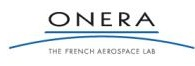 ONERA
THE FRENCH AEROSPACE LAB